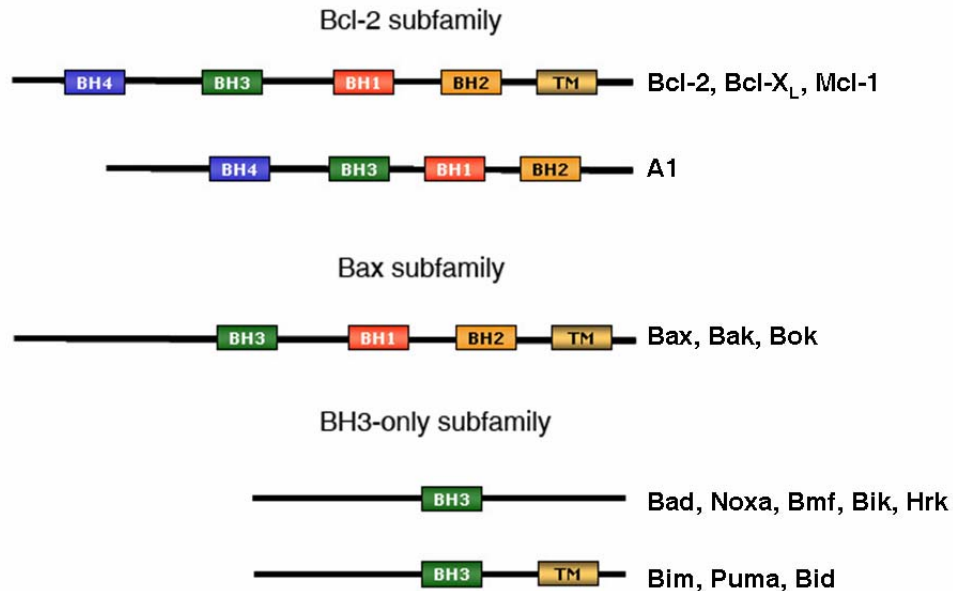 Bcl-2 subfamily
BH4 BH3 BH1 BH2 TM Bcl-2, Bcl-XL, Mcl-1
BH4 BH3 BH1 BH2 A1
Bax subfamily
BH3 BH1 BH2 TM Bax, Bak, Bok
BH3-only subfamily
BH3 Bad, Noxa, Bmf, Bik, Hrk
BH3 TM Bim, Puma, Bid